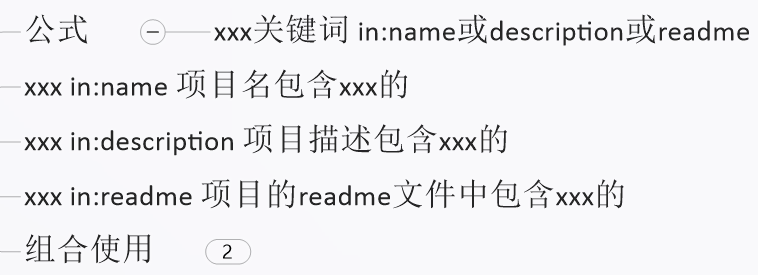 公式 xxx关键词 in:name或description或readme
xxx in:name 项目名包含xxx的
xxx in:description 项目描述包含xxx的
xxx in:readme 项目的readme文件中包含xxx的
组合使用 2